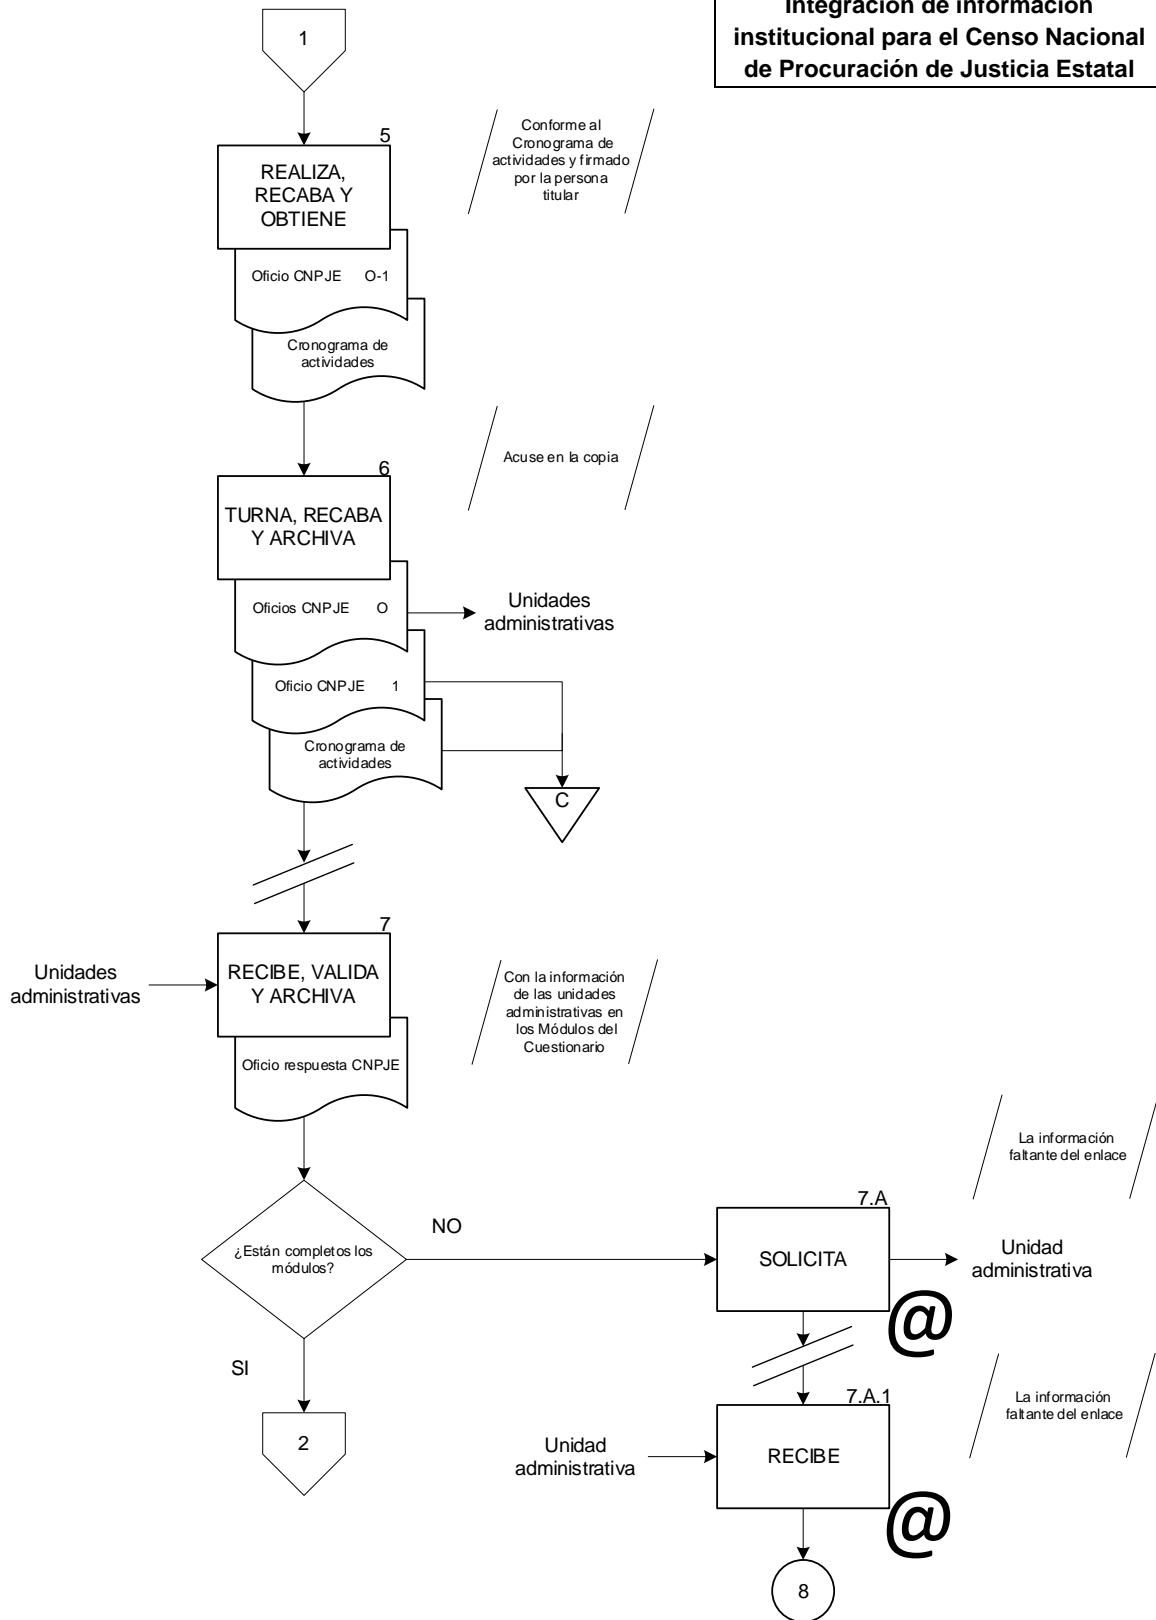 Integración de información
institucional para el Censo Nacional
de Procuración de Justicia Estatal
1
5
REALIZA,
RECABA Y
OBTIENE
Conforme al
Cronograma de
actividades y firmado
por la persona
titular
Oficio CNPJE O-1
Cronograma de
actividades
6
TURNA, RECABA
Y ARCHIVA
Acuse en la copia
Oficios CNPJE O
Unidades
administrativas
Oficio CNPJE 1
Cronograma de
actividades
C
7
Unidades
administrativas
RECIBE, VALIDA
Y ARCHIVA
Con la información
de las unidades
administrativas en
los Módulos del
Cuestionario
Oficio respuesta CNPJE
¿Están completos los
módulos?
NO
SI
2
7.A
SOLICITA
@
La información
faltante del enlace
Unidad
administrativa
7.A.1
Unidad
administrativa
RECIBE
@
La información
faltante del enlace
8